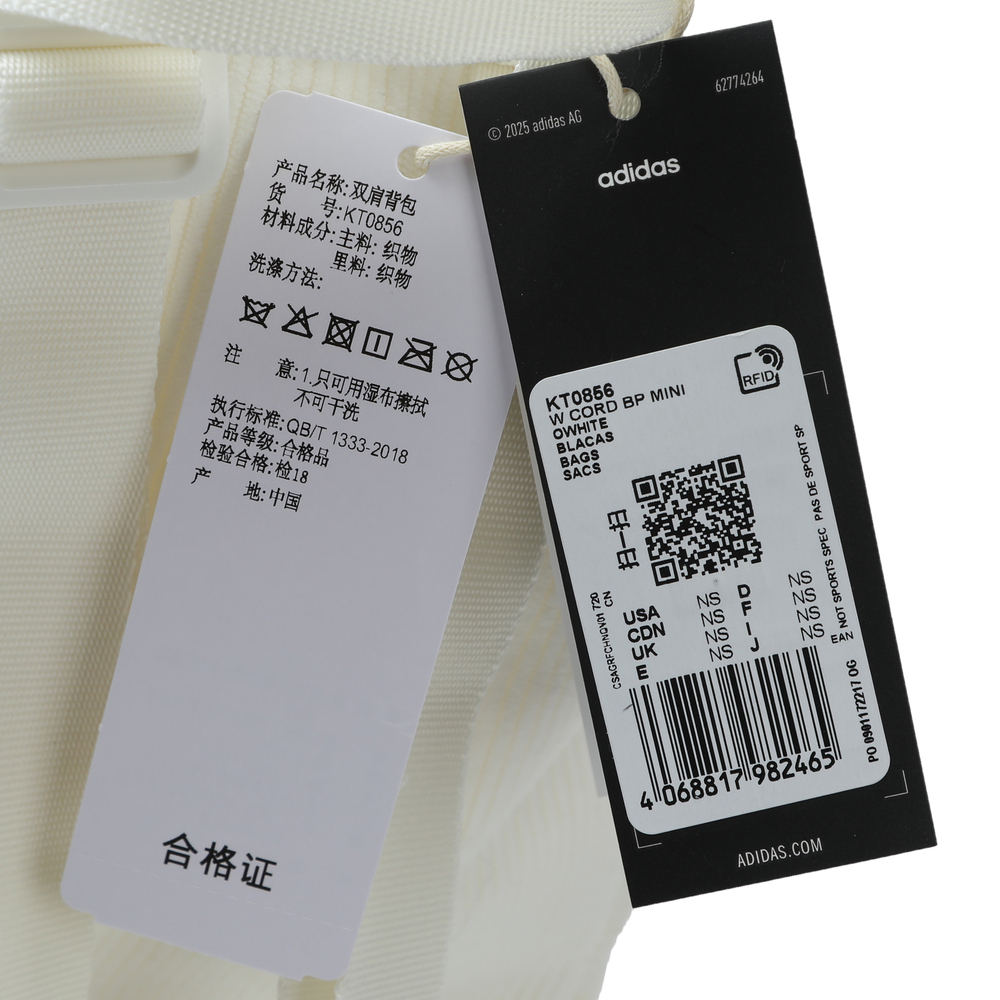 产品名称:双肩背包
货 号:KT0856
材料成分:主料: 织物
里料: 织物
洗涤方法:
注 意:1.只可用湿布擦拭
不可干洗
执行标准:QB/T 1333-2018
产品等级:合格品
检验合格:检18
产 地:中国
合格证
© 2025 adidas AG
62774264
adidas
RFID
KT0856
W CORD BP MINI
OWHITE
BLACAS
BAGS
SACS
扫一扫
CSAGRFCHNQV01 720
CN
USA NS D NS
CDN NS F NS
UK NS I NS
E NS J NS
NOT SPORTS SPEC PAS DE SPORT SP
EAN
PO 0901172217 OG
4 068817 982465
ADIDAS.COM